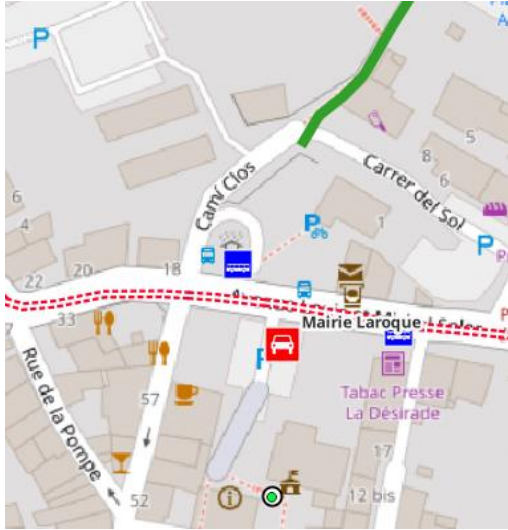 P
Camí Clos
Carrer del Sol
5
8
6
6
4
1
P
P
22
20
18
4
33
Mairie Laroque
P
Rue de la Pompe
57
Tabac Presse
La Désirade
17
52
12 bis